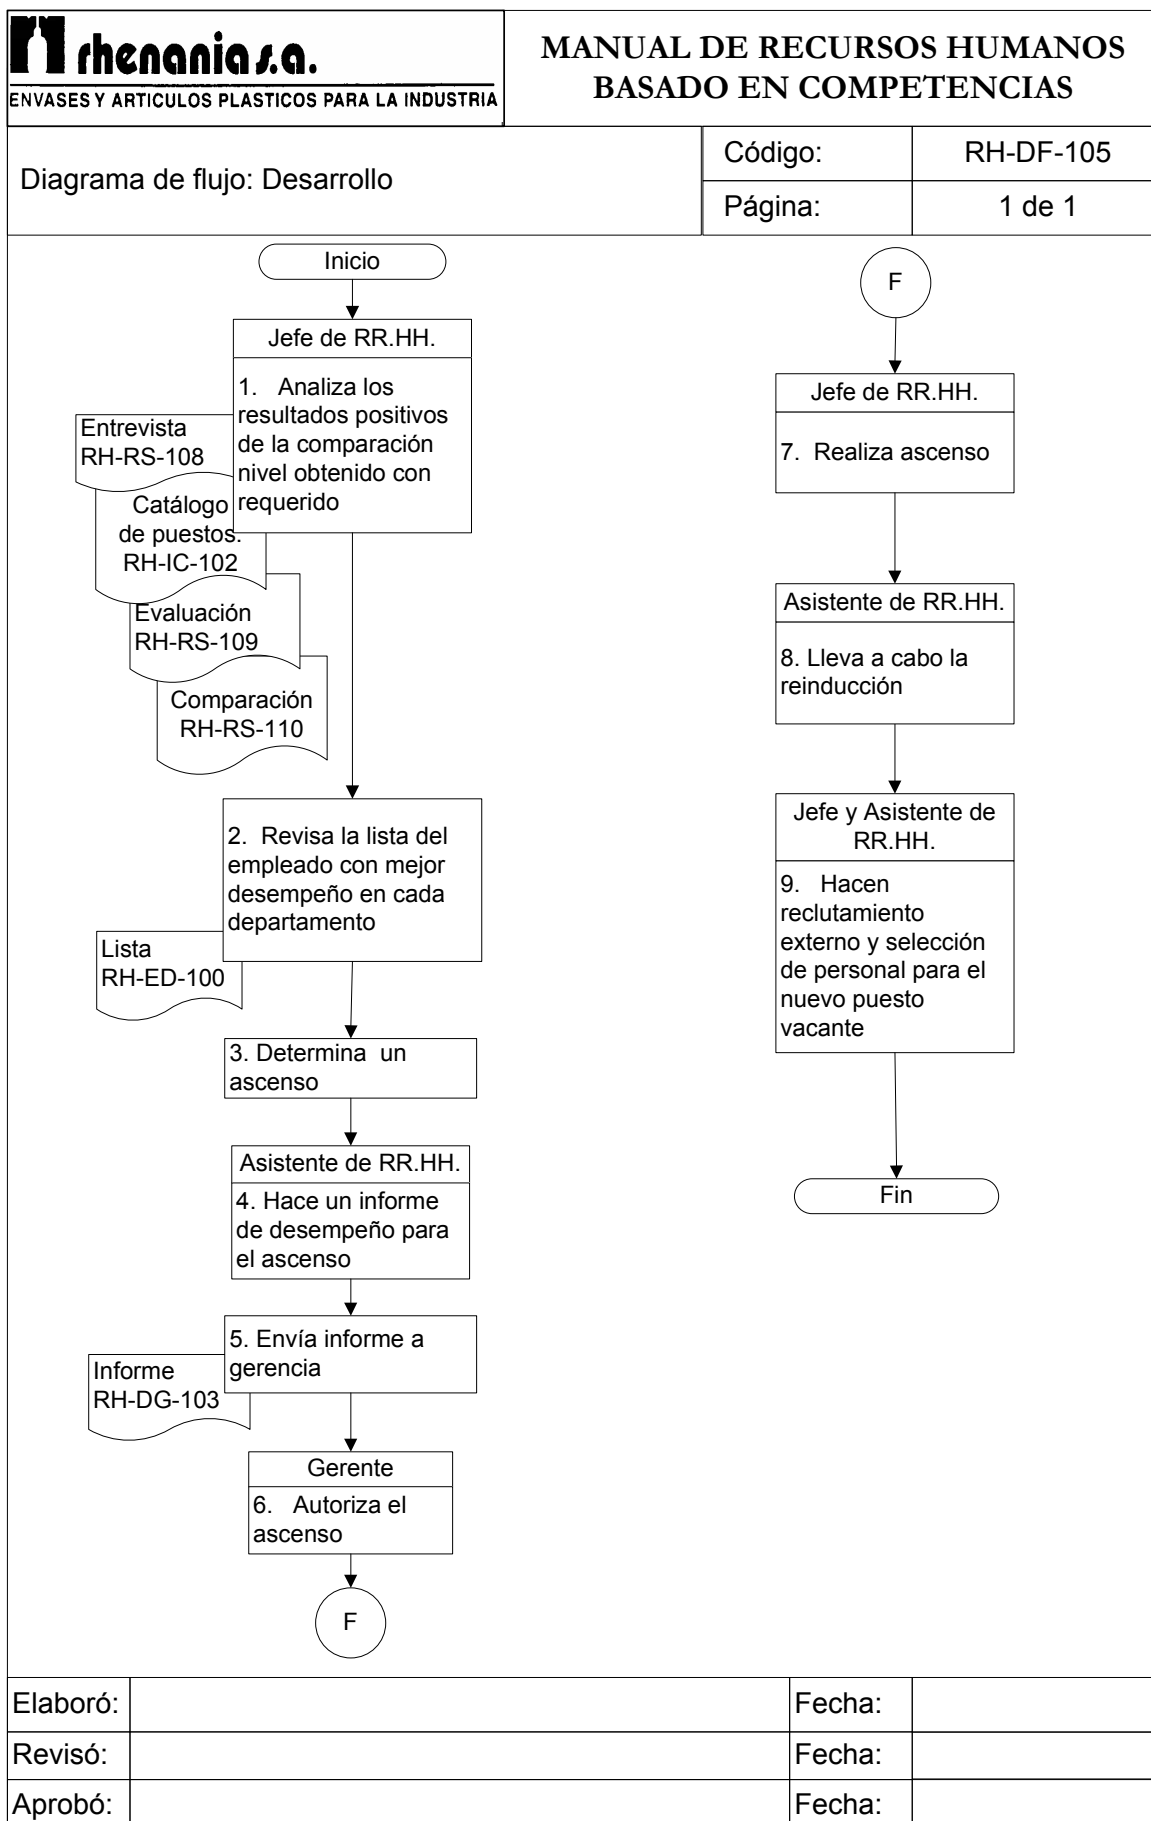 rhenania s.a.
ENVASES Y ARTICULOS PLASTICOS PARA LA INDUSTRIA
MANUAL DE RECURSOS HUMANOS
BASADO EN COMPETENCIAS
Diagrama de flujo: Desarrollo
Código:
RH-DF-105
Página:
1 de 1
Inicio
Jefe de RR.HH.
1. Analiza los
resultados positivos
de la comparación
nivel obtenido con
requerido
Entrevista
RH-RS-108
Catálogo
de puestos.
RH-IC-102
Evaluación
RH-RS-109
Comparación
RH-RS-110
2. Revisa la lista del
empleado con mejor
desempeño en cada
departamento
Lista
RH-ED-100
3. Determina un
ascenso
Asistente de RR.HH.
4. Hace un informe
de desempeño para
el ascenso
5. Envía informe a
gerencia
Informe
RH-DG-103
Gerente
6. Autoriza el
ascenso
F
F
Jefe de RR.HH.
7. Realiza ascenso
Asistente de RR.HH.
8. Lleva a cabo la
reinducción
Jefe y Asistente de
RR.HH.
9. Hacen
reclutamiento
externo y selección
de personal para el
nuevo puesto
vacante
Fin
Elaboró:
Fecha:
Revisó:
Fecha:
Aprobó:
Fecha: